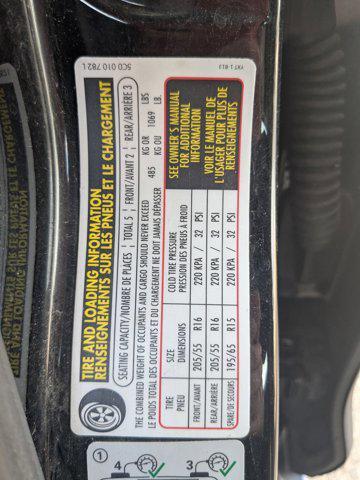 5C0 010 782 L
TIRE AND LOADING INFORMATION
RENSEIGNEMENTS SUR LES PNEUS ET LE CHARGEMENT
SEATING CAPACITY/NOMBRE DE PLACES | TOTAL 5 | FRONT/AVANT 2 | REAR/ARRIÈRE 3
THE COMBINED WEIGHT OF OCCUPANTS AND CARGO SHOULD NEVER EXCEED 485 KG OR 1069 LBS
LE POIDS TOTAL DES OCCUPANTS ET DU CHARGEMENT NE DOIT JAMAIS DÉPASSER 485 KG OU 1069 LB.
TIRE
PNEU
SIZE
DIMENSIONS
COLD TIRE PRESSURE
PRESSION DES PNEUS À FROID
FRONT/AVANT 205/55 R16 220 KPA / 32 PSI
REAR/ARRIÈRE 205/55 R16 220 KPA / 32 PSI
SPARE/DE SECOURS 195/65 R15 220 KPA / 32 PSI
SEE OWNER'S MANUAL
FOR ADDITIONAL
INFORMATION
VOIR LE MANUEL DE
L'USAGER POUR PLUS DE
RENSEIGNEMENTS
1
4
3